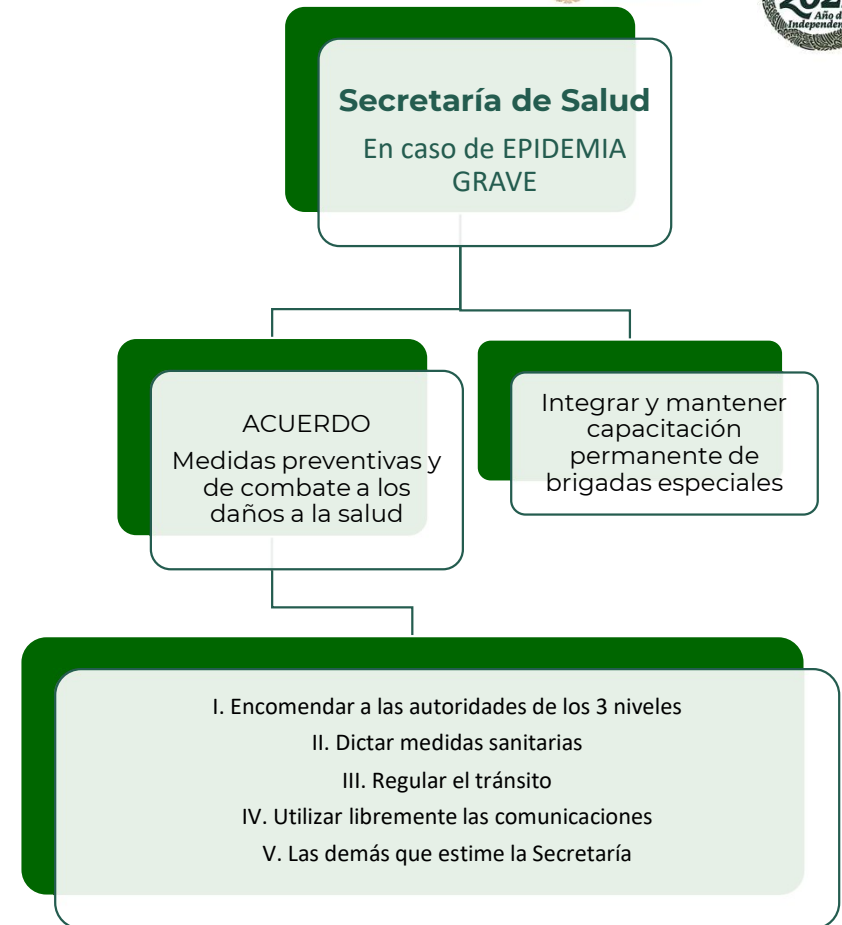 Año d
Independen
Secretaría de Salud
En caso de EPIDEMIA
GRAVE
ACUERDO
Medidas preventivas y
de combate a los
daños a la salud
Integrar y mantener
capacitación
permanente de
brigadas especiales
I. Encomendar a las autoridades de los 3 niveles
II. Dictar medidas sanitarias
III. Regular el tránsito
IV. Utilizar libremente las comunicaciones
V. Las demás que estime la Secretaría